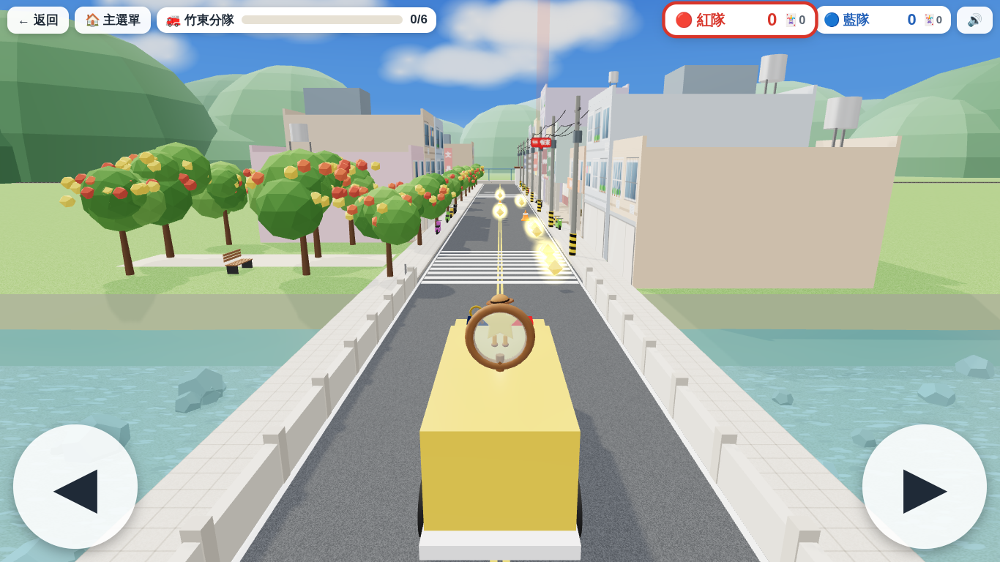 ← 返回
🏠 主選單
🚒 竹東分隊 0/6
🔴 紅隊 0 🃏 0
🔵 藍隊 0 🃏 0
文